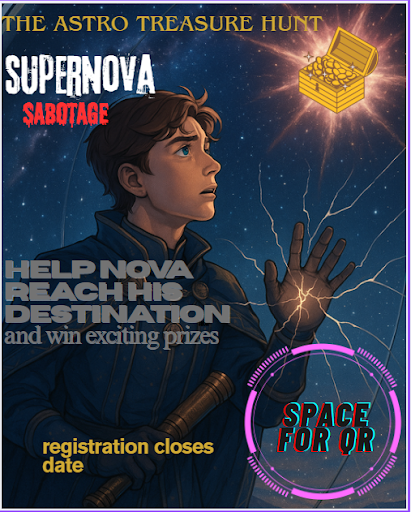 THE ASTRO TREASURE HUNT
SUPERNOVA
SABOTAGE
HELP NOVA
REACH HIS
DESTINATION
and win exciting prizes
SPACE
FOR QR
registration closes
date